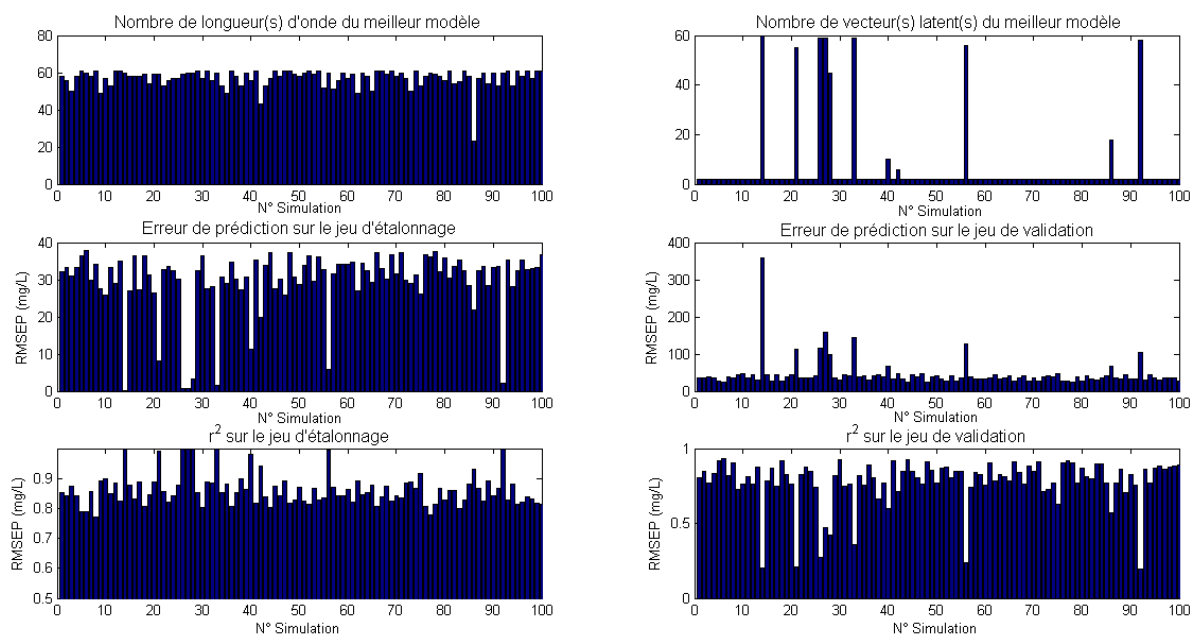 Nombre de longueur(s) d'onde du meilleur modèle
80
60
40
20
0
0 10 20 30 40 50 60 70 80 90 100
N° Simulation
Nombre de vecteur(s) latent(s) du meilleur modèle
60
40
20
0
0 10 20 30 40 50 60 70 80 90 100
N° Simulation
Erreur de prédiction sur le jeu d'étalonnage
RMSEP (mg/L)
40
30
20
10
0
0 10 20 30 40 50 60 70 80 90 100
N° Simulation
Erreur de prédiction sur le jeu de validation
RMSEP (mg/L)
400
300
200
100
0
0 10 20 30 40 50 60 70 80 90 100
N° Simulation
r² sur le jeu d'étalonnage
RMSEP (mg/L)
0.9
0.8
0.7
0.6
0.5
0 10 20 30 40 50 60 70 80 90 100
N° Simulation
r² sur le jeu de validation
RMSEP (mg/L)
1
0.5
0
0 10 20 30 40 50 60 70 80 90 100
N° Simulation